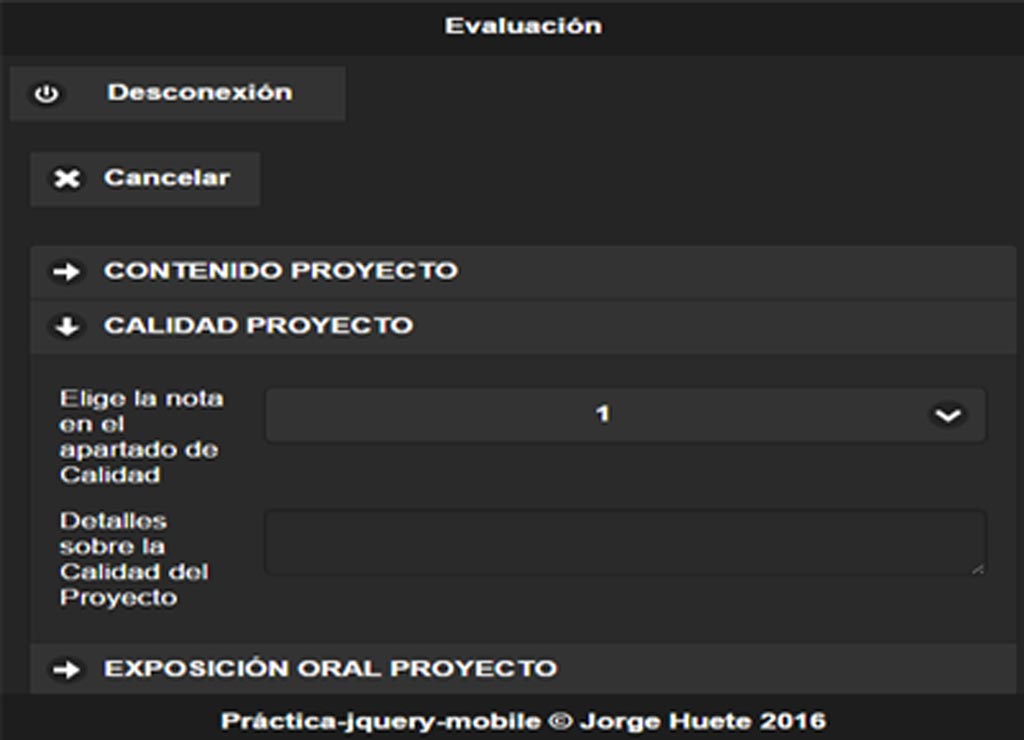 Evaluación
Desconexión
Cancelar
CONTENIDO PROYECTO
CALIDAD PROYECTO
Elige la nota
en el
apartado de
Calidad
1
Detalles
sobre la
Calidad del
Proyecto
EXPOSICIÓN ORAL PROYECTO
Práctica-jquery-mobile © Jorge Huete 2016